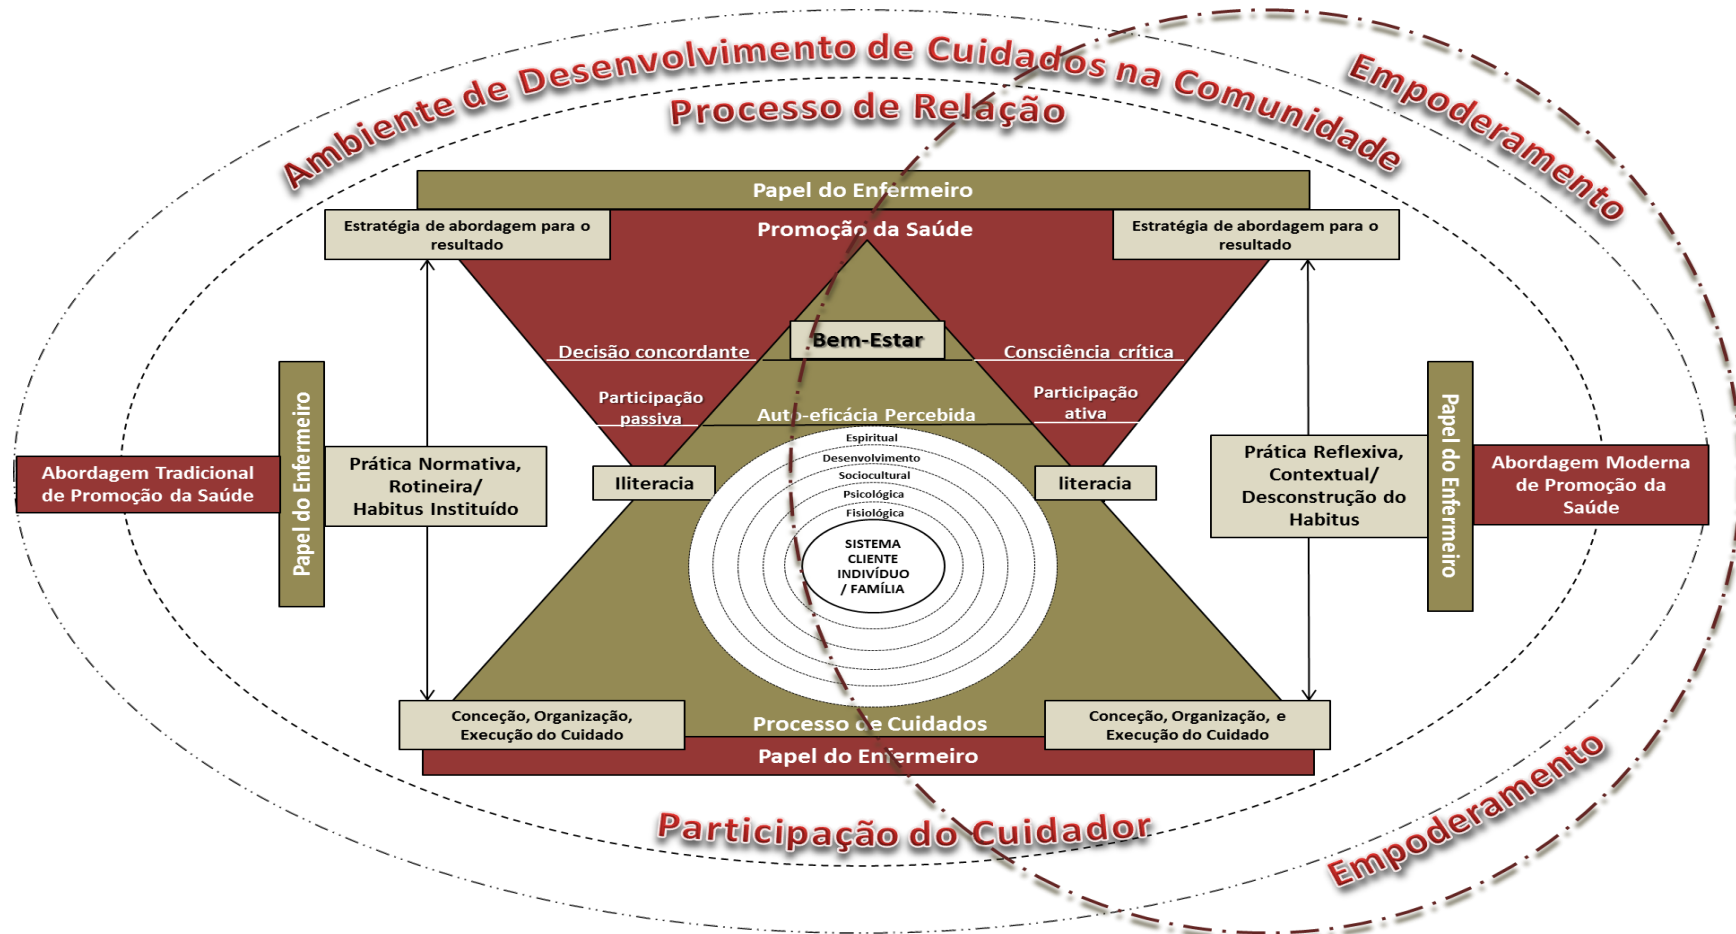 Ambiente de Desenvolvimento de Cuidados na Comunidade
Empoderamento
Processo de Relação
Papel do Enfermeiro
Estratégia de abordagem para o
resultado
Promoção da Saúde
Estratégia de abordagem para o
resultado
Bem-Estar
Decisão concordante
Consciência crítica
Participação
passiva
Participação
ativa
Auto-eficácia Percebida
Abordagem Tradicional
de Promoção da Saúde
Papel do Enfermeiro
Prática Normativa,
Rotineira/
Habitus Instituído
Iliteracia
Espiritual
Desenvolvimento
Sociocultural
Psicológica
Fisiológica
SISTEMA
CLIENTE
INDIVÍDUO
/ FAMÍLIA
literacia
Prática Reflexiva,
Contextual/
Desconstrução do
Habitus
Papel do Enfermeiro
Abordagem Moderna
de Promoção da
Saúde
Conceção, Organização,
Execução do Cuidado
Processo de Cuidados
Conceção, Organização, e
Execução do Cuidado
Papel do Enfermeiro
Participação do Cuidador
Empoderamento